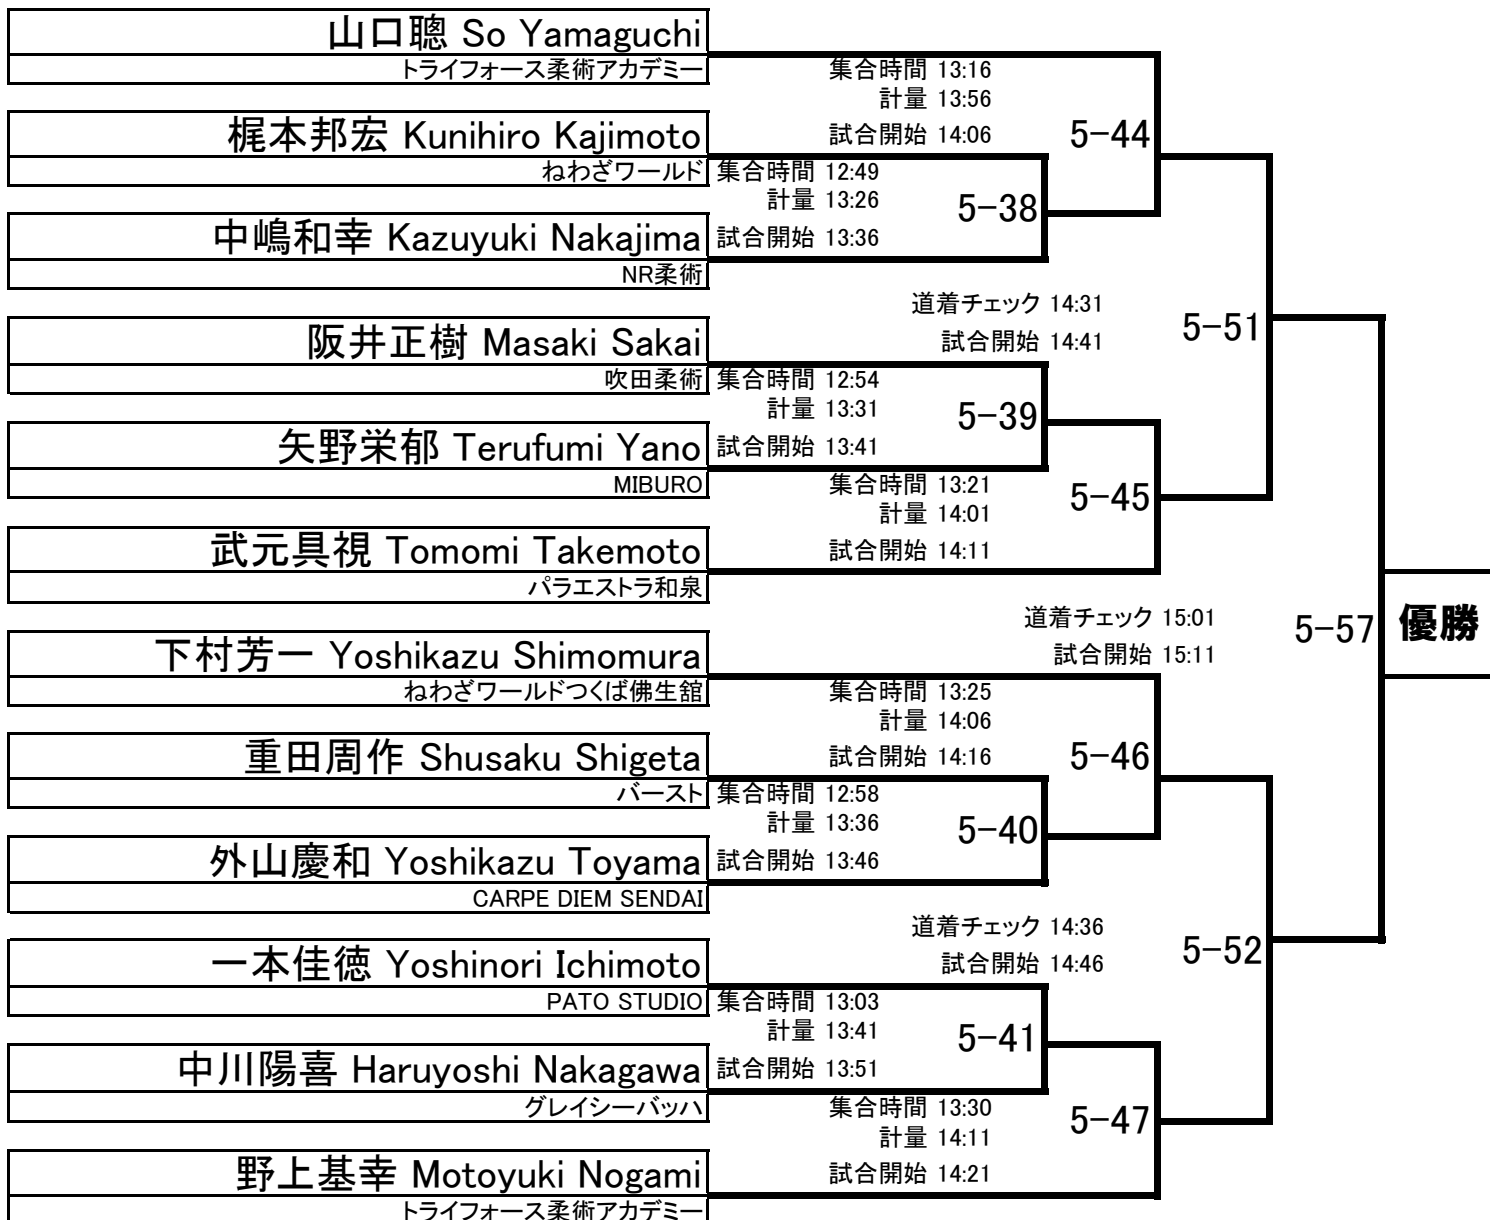 山口聰 So Yamaguchi
トライフォース柔術アカデミー
集合時間 13:16
計量 13:56
試合開始 14:06
5-44
梶本邦宏 Kunihiro Kajimoto
ねわざワールド
集合時間 12:49
計量 13:26
試合開始 13:36
5-38
中嶋和幸 Kazuyuki Nakajima
NR柔術
道着チェック 14:31
試合開始 14:41
5-51
阪井正樹 Masaki Sakai
吹田柔術
集合時間 12:54
計量 13:31
試合開始 13:41
5-39
矢野栄郁 Terufumi Yano
MIBURO
集合時間 13:21
計量 14:01
試合開始 14:11
5-45
武元具視 Tomomi Takemoto
パラエストラ和泉
道着チェック 15:01
試合開始 15:11
5-57
優勝
下村芳一 Yoshikazu Shimomura
ねわざワールドつくば佛生舘
集合時間 13:25
計量 14:06
試合開始 14:16
5-46
重田周作 Shusaku Shigeta
バースト
集合時間 12:58
計量 13:36
試合開始 13:46
5-40
外山慶和 Yoshikazu Toyama
CARPE DIEM SENDAI
道着チェック 14:36
試合開始 14:46
5-52
一本佳徳 Yoshinori Ichimoto
PATO STUDIO
集合時間 13:03
計量 13:41
試合開始 13:51
5-41
中川陽喜 Haruyoshi Nakagawa
グレイシーバッハ
集合時間 13:30
計量 14:11
試合開始 14:21
5-47
野上基幸 Motoyuki Nogami
トライフォース柔術アカデミー